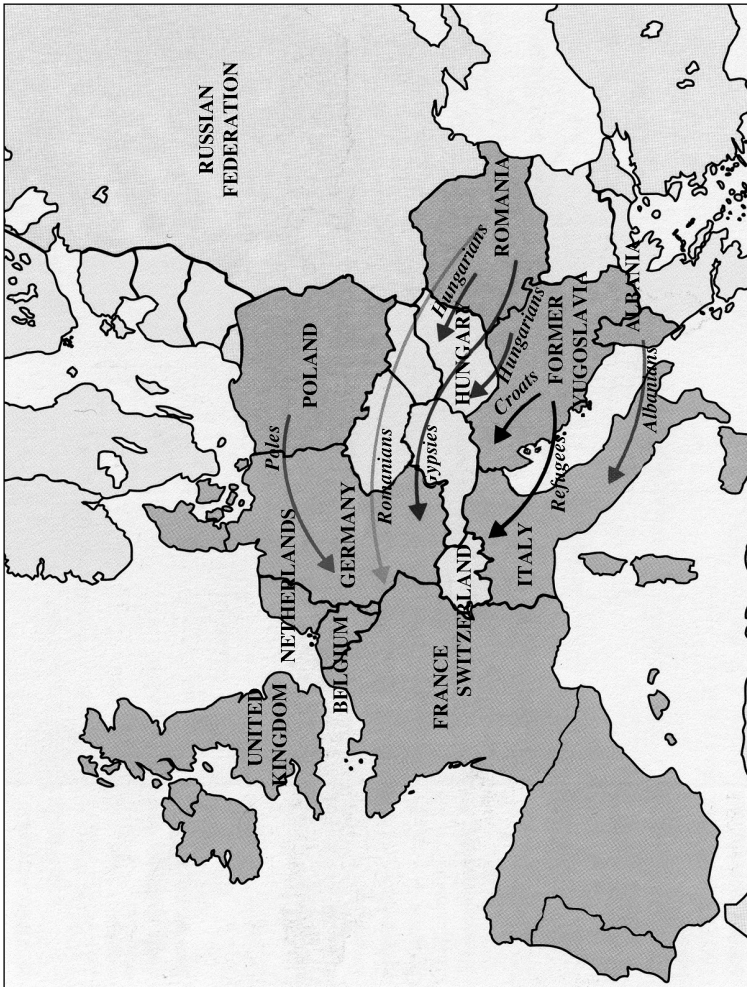 RUSSIAN
FEDERATION
POLAND
Poles
GERMANY
NETHERLANDS
BELGIUM
UNITED
KINGDOM
FRANCE
SWITZERLAND
ITALY
ROMANIA
Hungarians
HUNGARY
Hungarians
Romanians
Gypsies
FORMER
YUGOSLAVIA
Croats
Refugees
ALBANIA
Albanians